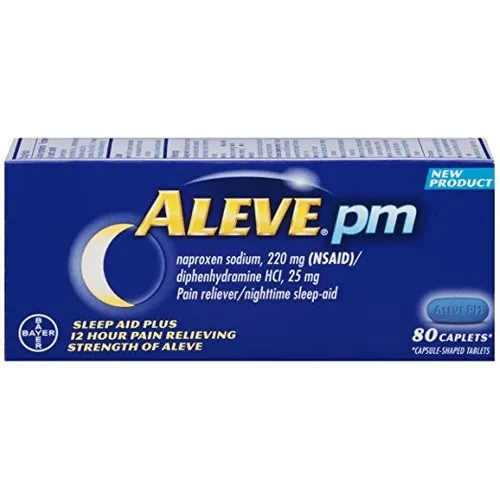 NEW
PRODUCT
ALEVE® pm
naproxen sodium, 220 mg (NSAID)/
diphenhydramine HCl, 25 mg
Pain reliever/nighttime sleep-aid
ALEVE PM
BAYER
BAYER
SLEEP AID PLUS
12 HOUR PAIN RELIEVING
STRENGTH OF ALEVE
80 CAPLETS*
*CAPSULE-SHAPED TABLETS